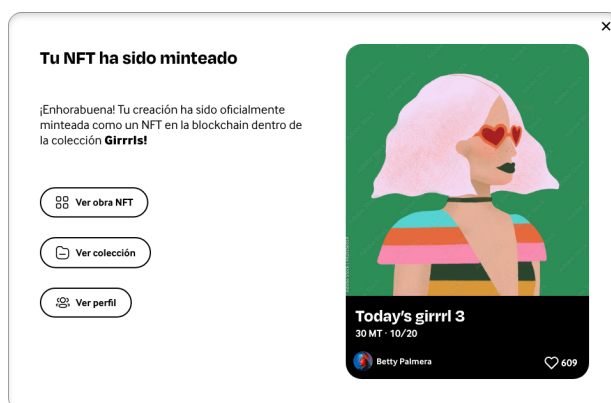 Tu NFT ha sido minteado
¡Enhorabuena! Tu creación ha sido oficialmente
minteada como un NFT en la blockchain dentro de
la colección Girrrls!
Ver obra NFT
Ver colección
Ver perfil
Today's girrrl 3
30 MT · 10/20
Betty Palmera
609